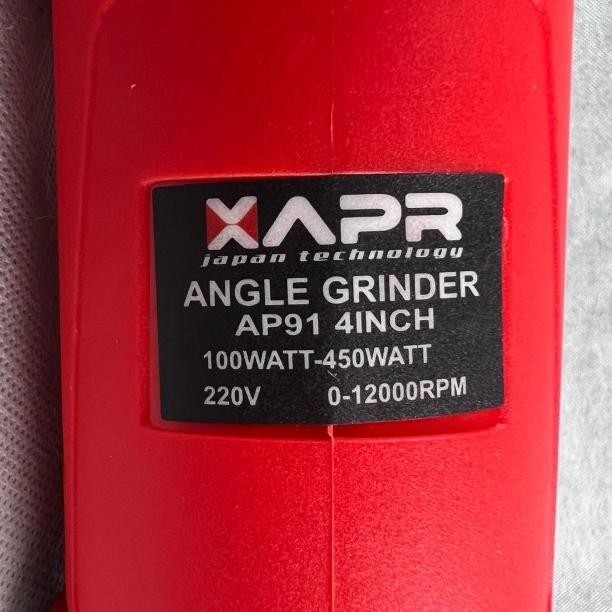 XAPR
japan technology
ANGLE GRINDER
AP91 4INCH
100WATT-450WATT
220V 0-12000RPM